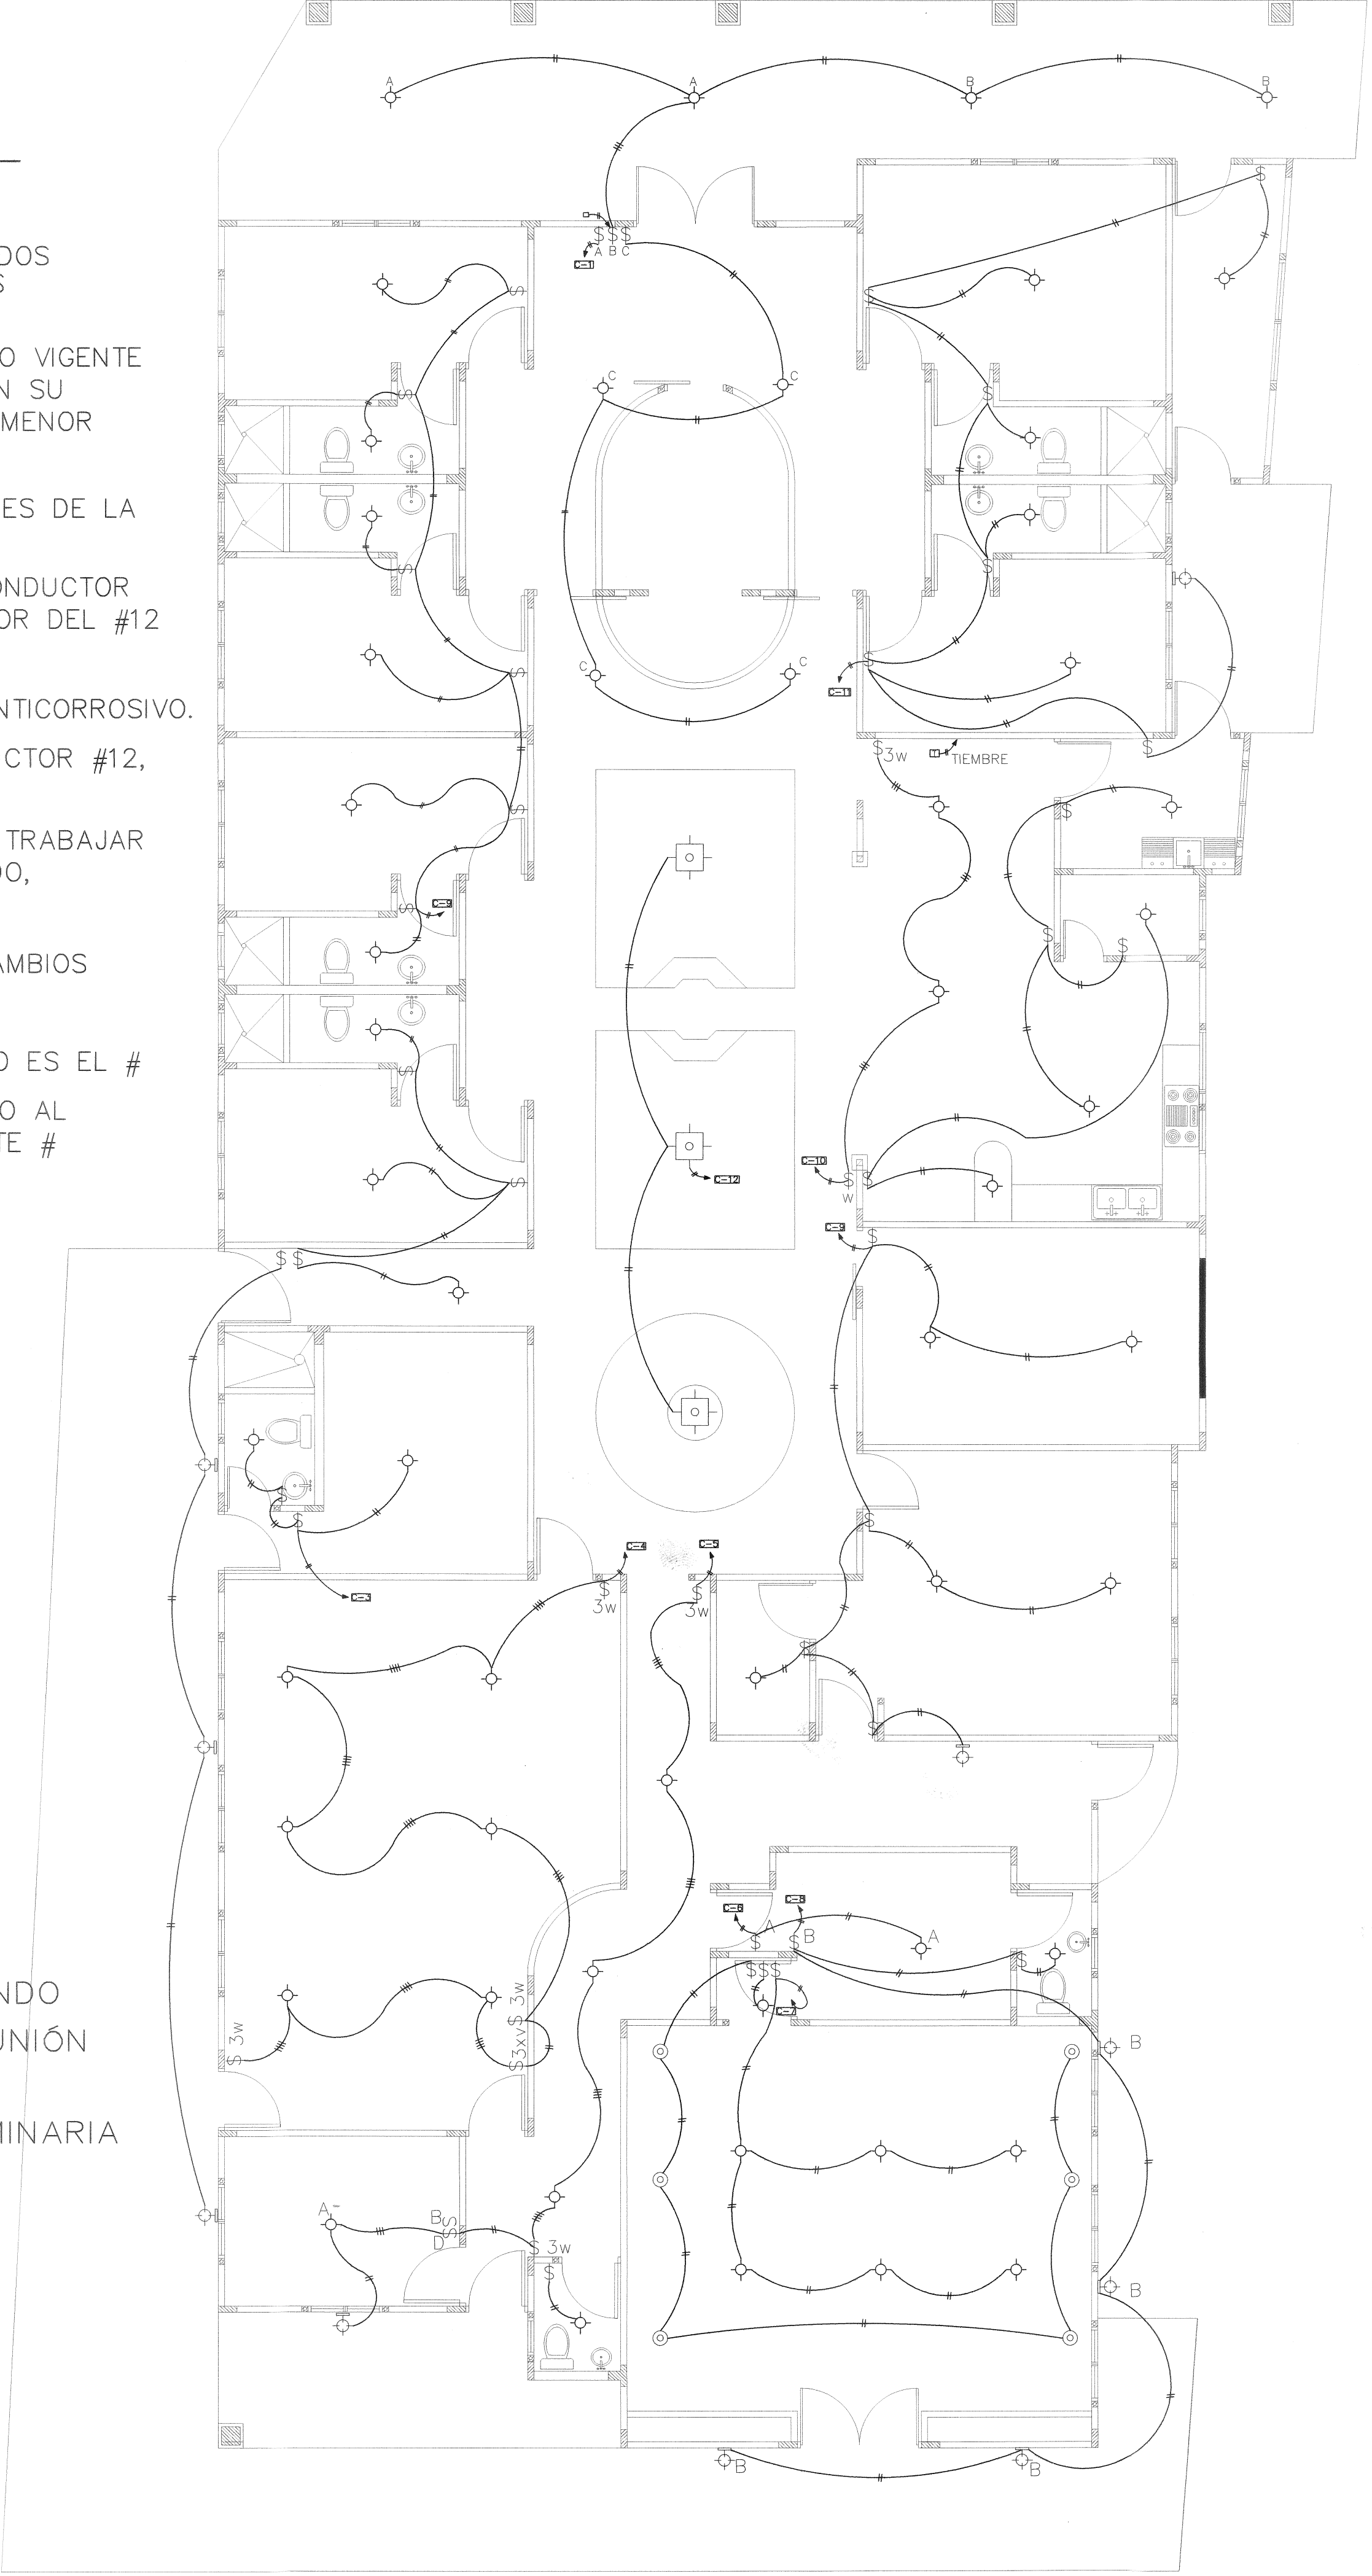 DOS
S
O VIGENTE
N SU
MENOR
ES DE LA
ONDUCTOR
OR DEL #12
NTICORROSIVO.
CTOR #12,
TRABAJAR
DO,
AMBIOS
O ES EL #
O AL
TE #
NDO
UNIÓN
MINARIA
A
A
B
B
$ $ $
A B C
C-1
$
$
$
C
C
$
$
$
$
C
C
$
$
C-11
$3W
TIEMBRE
$
$
$
$
C-9
$
$
$
C-12
C-10
$ $
W
$
C-9
$
$ $
$
$
$
C-3
C-4
$
3W
C-5
$
3W
$
$
C-6
C-8
A
B
A
$
$
$
$$$
C-7
$ 3W
$ 3W
$3XV
B
A-
B
$$
D
$ 3W
$
B
B
B